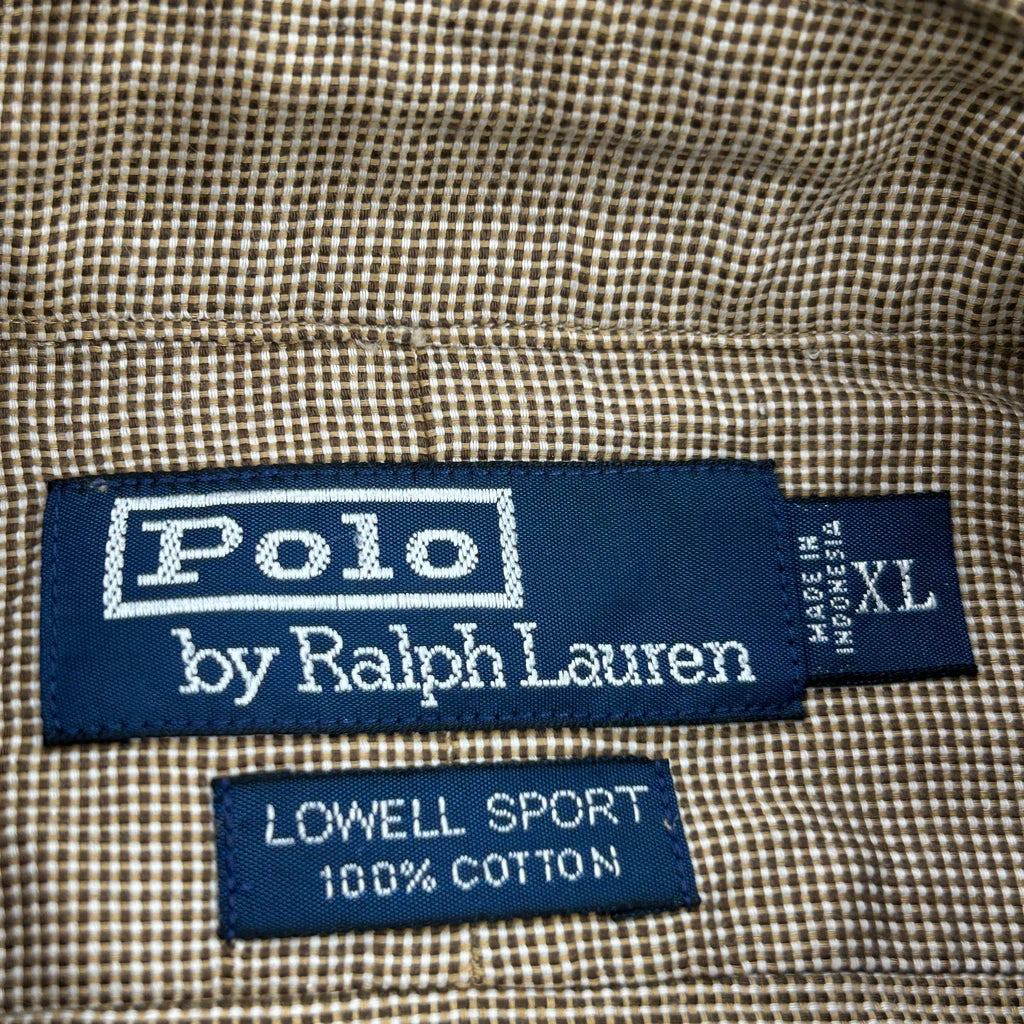 Polo
by Ralph Lauren
MADE IN
INDONESIA
XL
LOWELL SPORT
100% COTTON